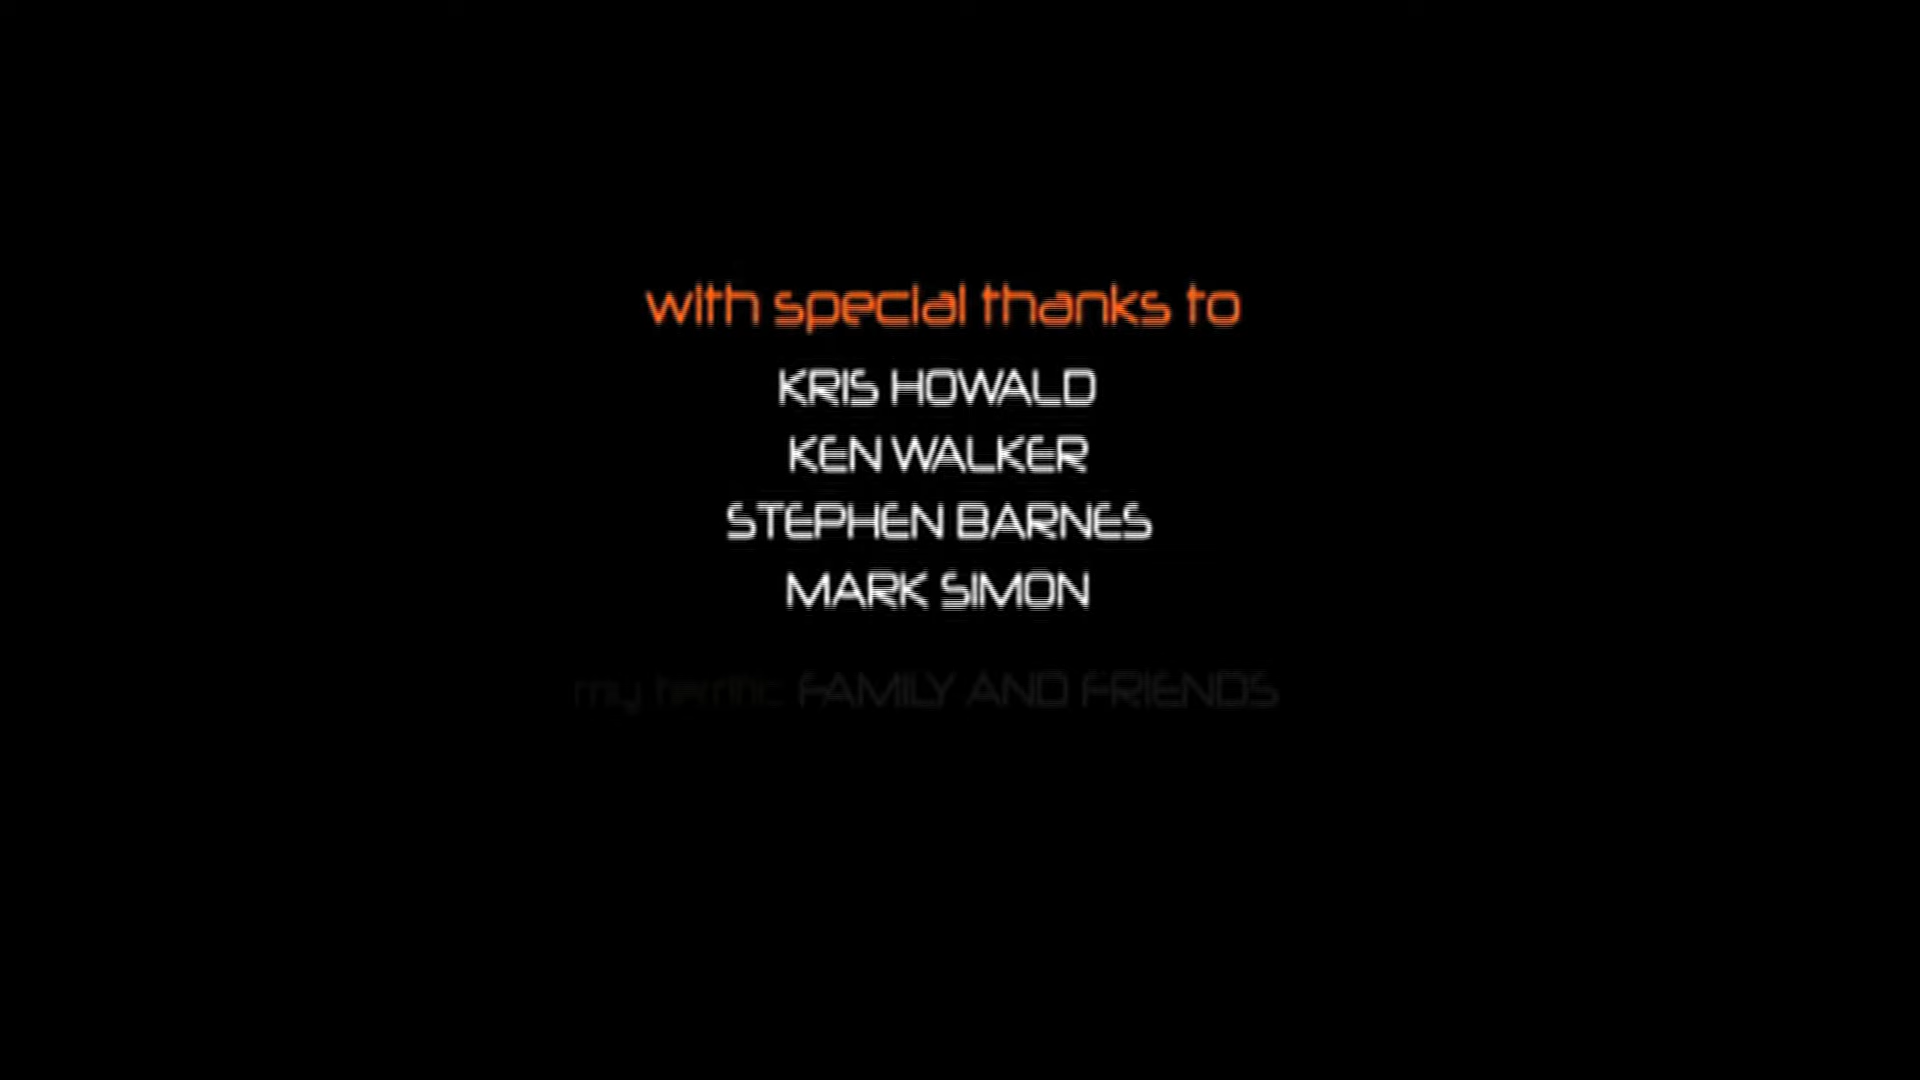 with special thanks to
KRIS HOWALD
KEN WALKER
STEPHEN BARNES
MARK SIMON
my terrific FAMILY AND FRIENDS